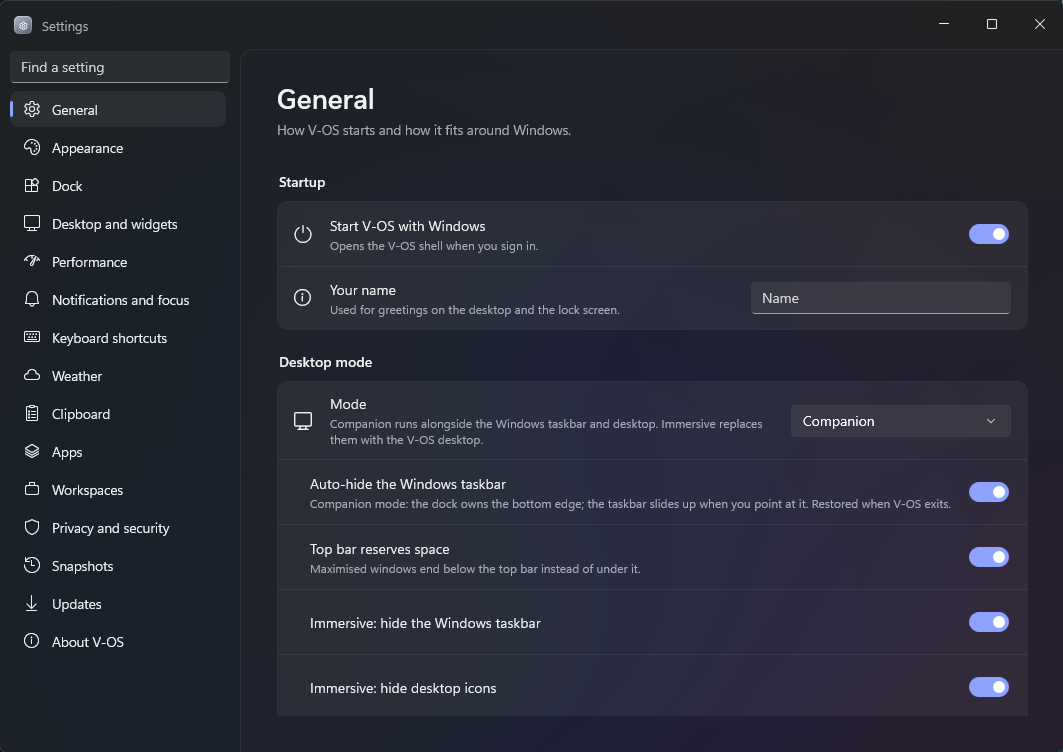 Settings
Find a setting
General
Appearance
Dock
Desktop and widgets
Performance
Notifications and focus
Keyboard shortcuts
Weather
Clipboard
Apps
Workspaces
Privacy and security
Snapshots
Updates
About V-OS
General
How V-OS starts and how it fits around Windows.
Startup
Start V-OS with Windows
Opens the V-OS shell when you sign in.
Your name
Used for greetings on the desktop and the lock screen.
Name
Desktop mode
Mode
Companion runs alongside the Windows taskbar and desktop. Immersive replaces
them with the V-OS desktop.
Companion
Auto-hide the Windows taskbar
Companion mode: the dock owns the bottom edge; the taskbar slides up when you point at it. Restored when V-OS exits.
Top bar reserves space
Maximised windows end below the top bar instead of under it.
Immersive: hide the Windows taskbar
Immersive: hide desktop icons